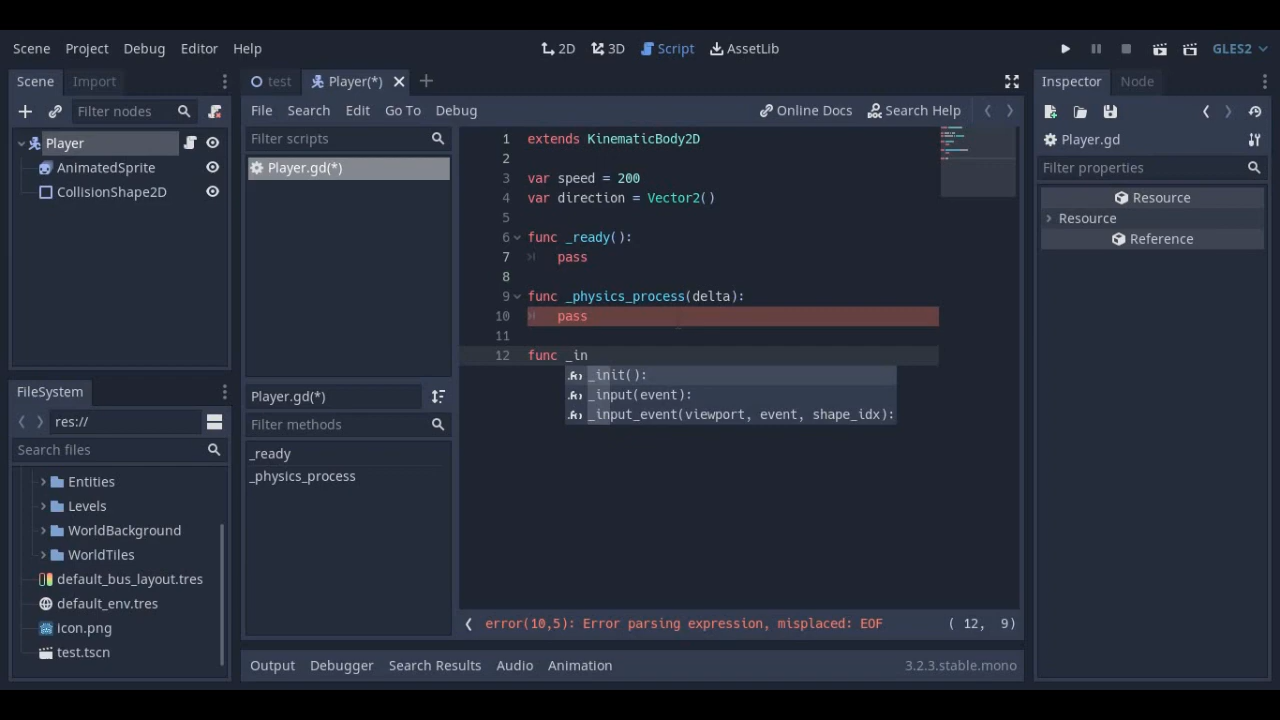 Scene Project Debug Editor Help 2D 3D Script AssetLib GLES2
Scene Import
Filter nodes
Player
AnimatedSprite
CollisionShape2D
FileSystem
res://
Search files
Entities
Levels
WorldBackground
WorldTiles
default_bus_layout.tres
default_env.tres
icon.png
test.tscn
test Player(*)
File Search Edit Go To Debug Online Docs Search Help
Filter scripts
Player.gd(*)
Player.gd(*)
Filter methods
_ready
_physics_process
1 extends KinematicBody2D
2
3 var speed = 200
4 var direction = Vector2()
5
6 func _ready():
7 pass
8
9 func _physics_process(delta):
10 pass
11
12 func _in
_init():
_input(event):
_input_event(viewport, event, shape_idx):
error(10,5): Error parsing expression, misplaced: EOF ( 12, 9)
Output Debugger Search Results Audio Animation 3.2.3.stable.mono
Inspector Node
Player.gd
Filter properties
Resource
Resource
Reference